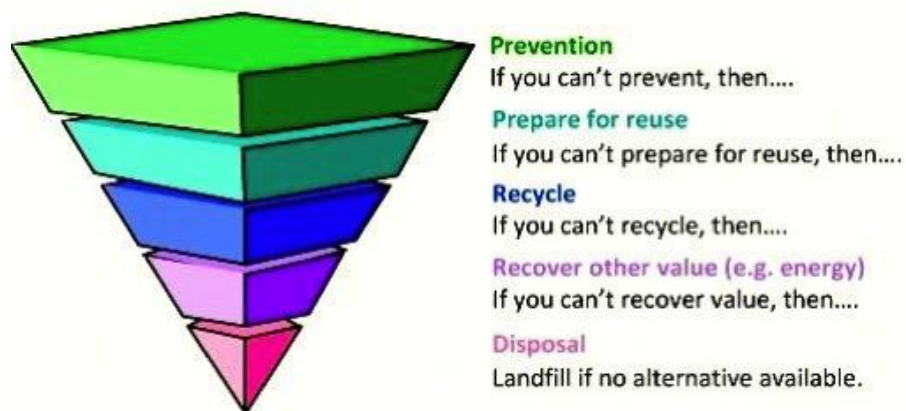 Prevention
If you can't prevent, then....
Prepare for reuse
If you can't prepare for reuse, then....
Recycle
If you can't recycle, then....
Recover other value (e.g. energy)
If you can't recover value, then....
Disposal
Landfill if no alternative available.